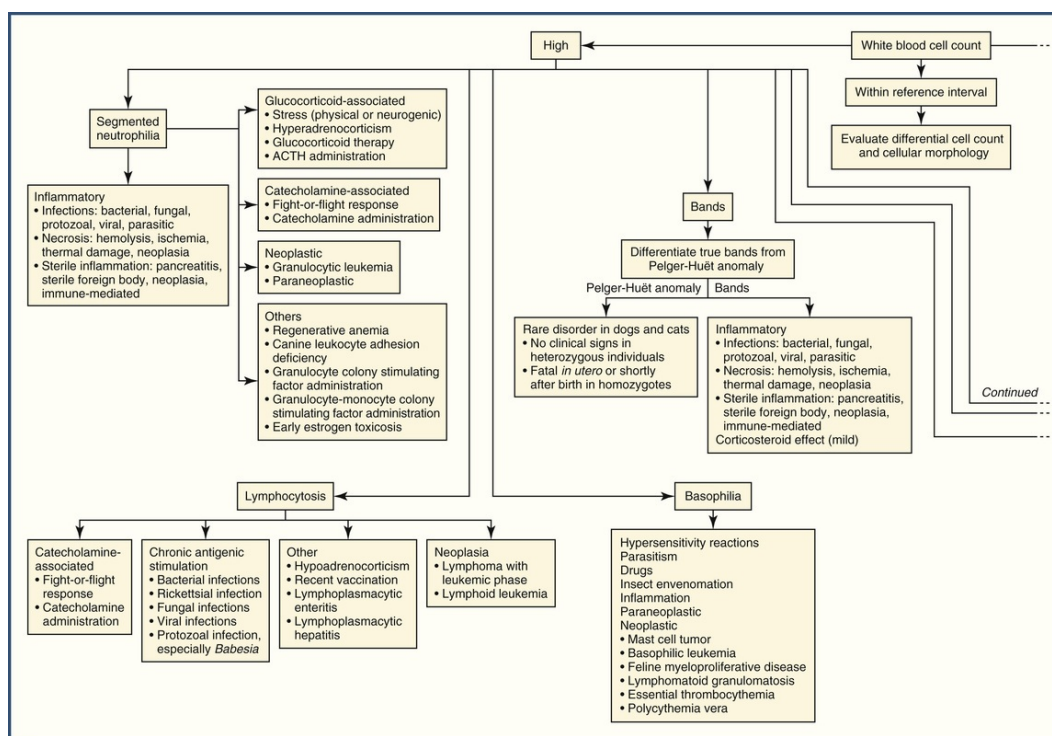 High
White blood cell count
Within reference interval
Evaluate differential cell count
and cellular morphology
Segmented
neutrophilia
Glucocorticoid-associated
• Stress (physical or neurogenic)
• Hyperadrenocorticism
• Glucocorticoid therapy
• ACTH administration
Inflammatory
• Infections: bacterial, fungal,
protozoal, viral, parasitic
• Necrosis: hemolysis, ischemia,
thermal damage, neoplasia
• Sterile inflammation: pancreatitis,
sterile foreign body, neoplasia,
immune-mediated
Catecholamine-associated
• Fight-or-flight response
• Catecholamine administration
Neoplastic
• Granulocytic leukemia
• Paraneoplastic
Others
• Regenerative anemia
• Canine leukocyte adhesion
deficiency
• Granulocyte colony stimulating
factor administration
• Granulocyte-monocyte colony
stimulating factor administration
• Early estrogen toxicosis
Bands
Differentiate true bands from
Pelger-Huët anomaly
Pelger-Huët anomaly
Bands
Rare disorder in dogs and cats
• No clinical signs in
heterozygous individuals
• Fatal in utero or shortly
after birth in homozygotes
Inflammatory
• Infections: bacterial, fungal,
protozoal, viral, parasitic
• Necrosis: hemolysis, ischemia,
thermal damage, neoplasia
• Sterile inflammation: pancreatitis,
sterile foreign body, neoplasia,
immune-mediated
Corticosteroid effect (mild)
Continued
Lymphocytosis
Catecholamine-
associated
• Fight-or-flight
response
• Catecholamine
administration
Chronic antigenic
stimulation
• Bacterial infections
• Rickettsial infection
• Fungal infections
• Viral infections
• Protozoal infection,
especially Babesia
Other
• Hypoadrenocorticism
• Recent vaccination
• Lymphoplasmacytic
enteritis
• Lymphoplasmacytic
hepatitis
Neoplasia
• Lymphoma with
leukemic phase
• Lymphoid leukemia
Basophilia
Hypersensitivity reactions
Parasitism
Drugs
Insect envenomation
Inflammation
Paraneoplastic
Neoplastic
• Mast cell tumor
• Basophilic leukemia
• Feline myeloproliferative disease
• Lymphomatoid granulomatosis
• Essential thrombocythemia
• Polycythemia vera